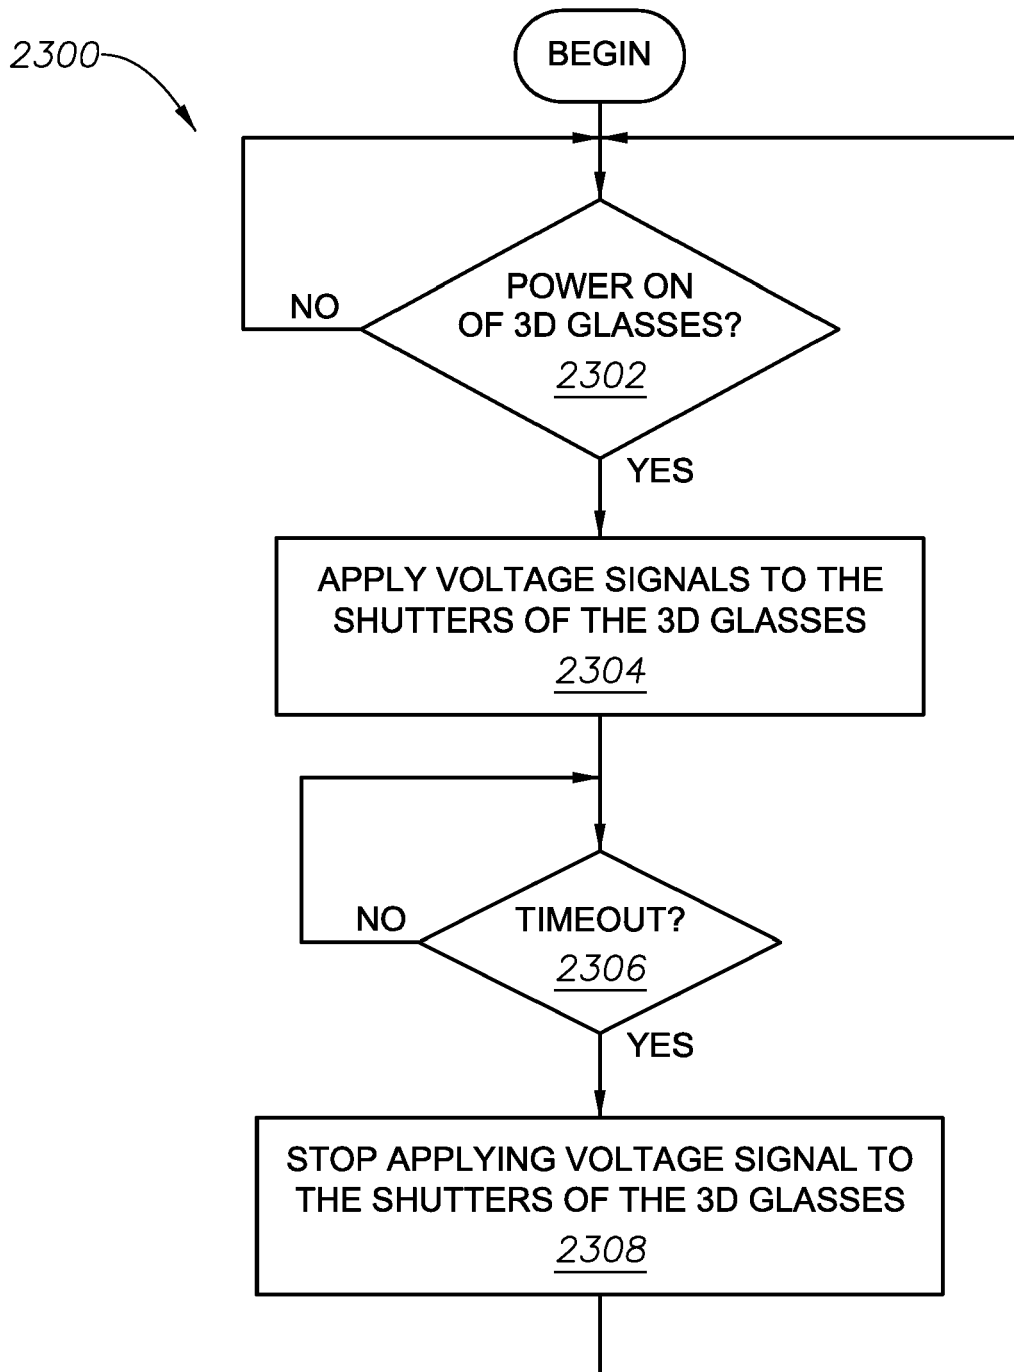 2300
BEGIN
POWER ON
OF 3D GLASSES?
2302
NO
YES
APPLY VOLTAGE SIGNALS TO THE
SHUTTERS OF THE 3D GLASSES
2304
TIMEOUT?
NO
2306
YES
STOP APPLYING VOLTAGE SIGNAL TO
THE SHUTTERS OF THE 3D GLASSES
2308